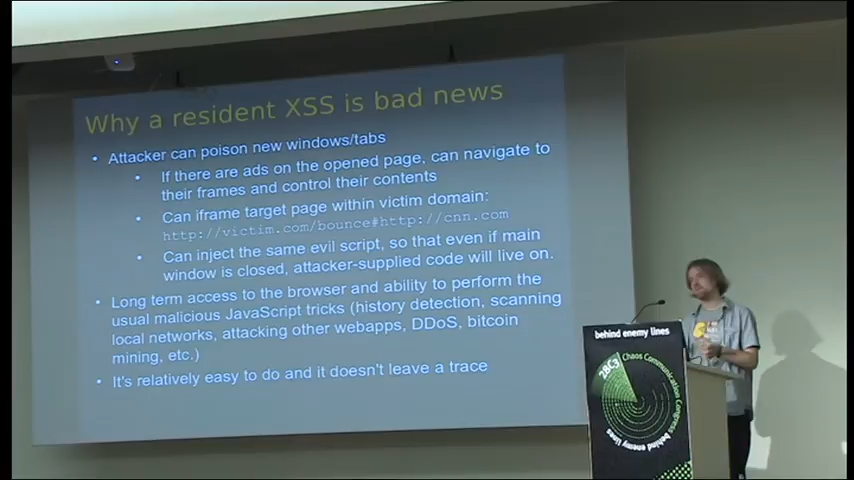 Why a resident XSS is bad news
• Attacker can poison new windows/tabs
• If there are ads on the opened page, can navigate to
their frames and control their contents
• Can iframe target page within victim domain:
http://victim.com/bounce#http://cnn.com
• Can inject the same evil script, so that even if main
window is closed, attacker-supplied code will live on.
• Long term access to the browser and ability to perform the
usual malicious JavaScript tricks (history detection, scanning
local networks, attacking other webapps, DDoS, bitcoin
mining, etc.)
• It's relatively easy to do and it doesn't leave a trace
behind enemy lines
28C3 Chaos Communication Congress behind enemy lines